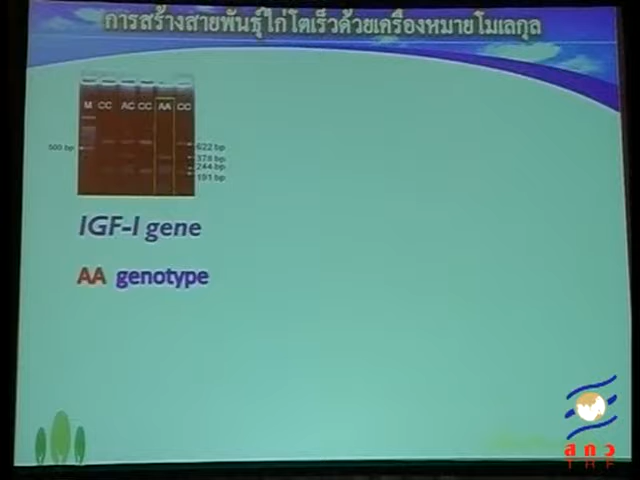 การสร้างสายพันธุ์ไก่โตเร็วด้วยเครื่องหมายโมเลกุล
M CC AC CC AA CC
500 bp
622 bp
378 bp
244 bp
191 bp
IGF-I gene
AA genotype
สกว
TRF